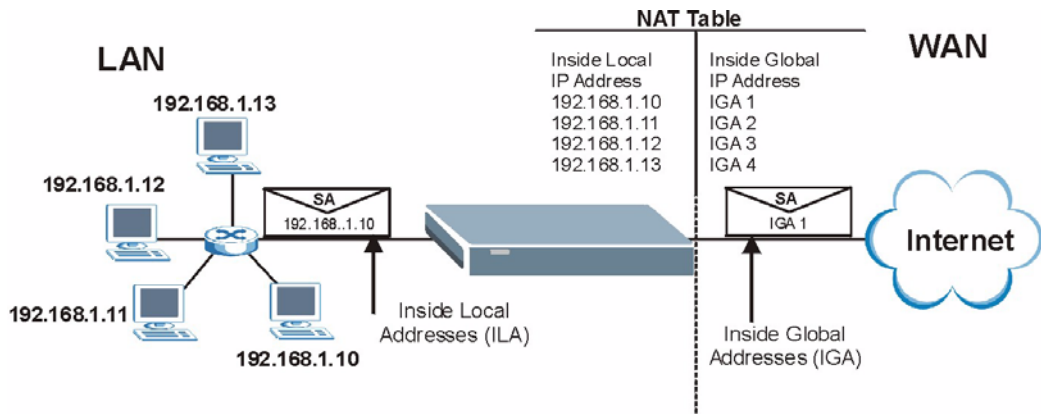 NAT Table
LAN
WAN
Inside Local
IP Address
192.168.1.10
192.168.1.11
192.168.1.12
192.168.1.13
Inside Global
IP Address
IGA 1
IGA 2
IGA 3
IGA 4
192.168.1.13
192.168.1.12
192.168.1.11
192.168.1.10
SA
192.168..1.10
SA
IGA 1
Internet
Inside Local
Addresses (ILA)
Inside Global
Addresses (IGA)